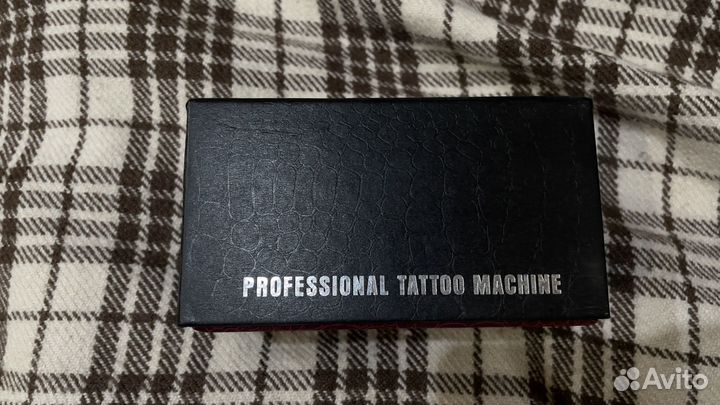 PROFESSIONAL TATTOO MACHINE
Avito